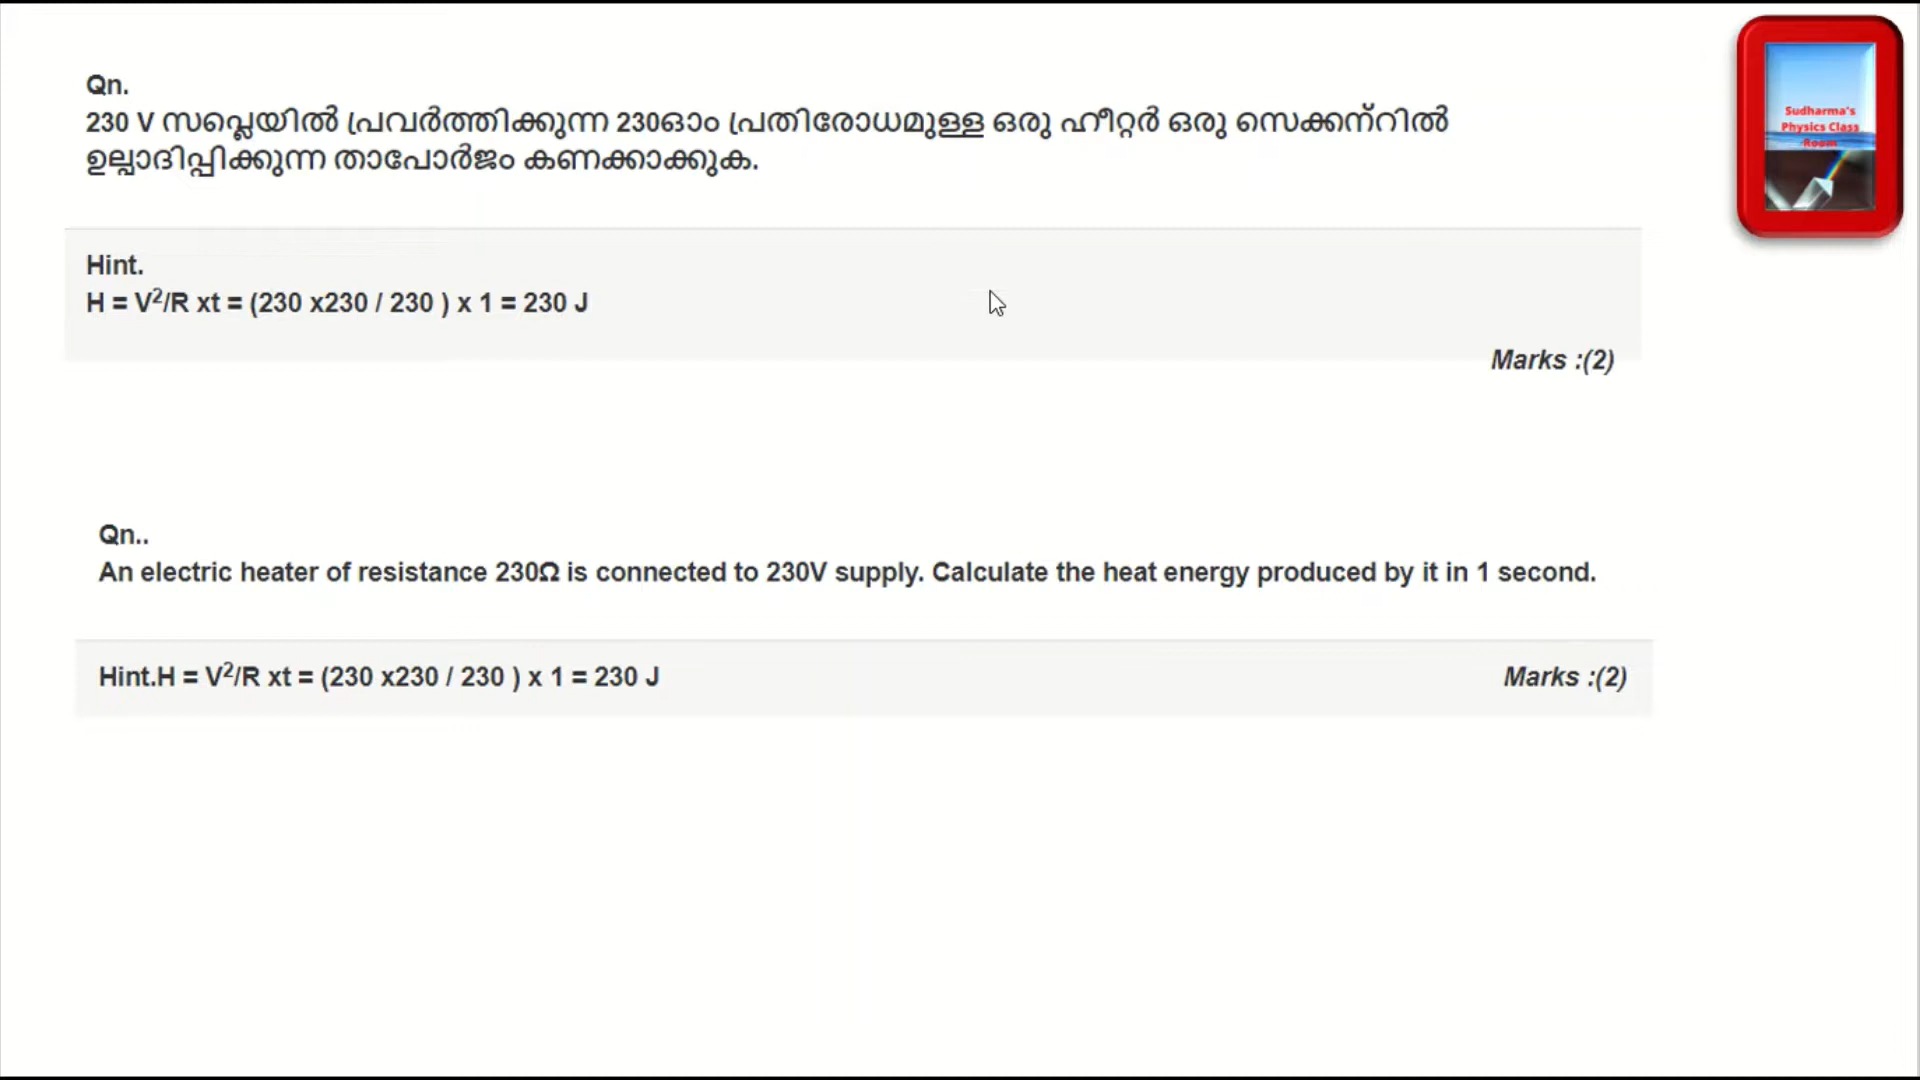 Sudharma's
Physics Class
Room
Qn.
230 V സപ്ലൈയിൽ പ്രവർത്തിക്കുന്ന 230ഓം പ്രതിരോധമുള്ള ഒരു ഹീറ്റർ ഒരു സെക്കന്റിൽ
ഉല്പാദിപ്പിക്കുന്ന താപോർജം കണക്കാക്കുക.
Hint.
H = V²/R xt = (230 x230 / 230 ) x 1 = 230 J
Marks :(2)
Qn..
An electric heater of resistance 230Ω is connected to 230V supply. Calculate the heat energy produced by it in 1 second.
Hint.H = V²/R xt = (230 x230 / 230 ) x 1 = 230 J Marks :(2)